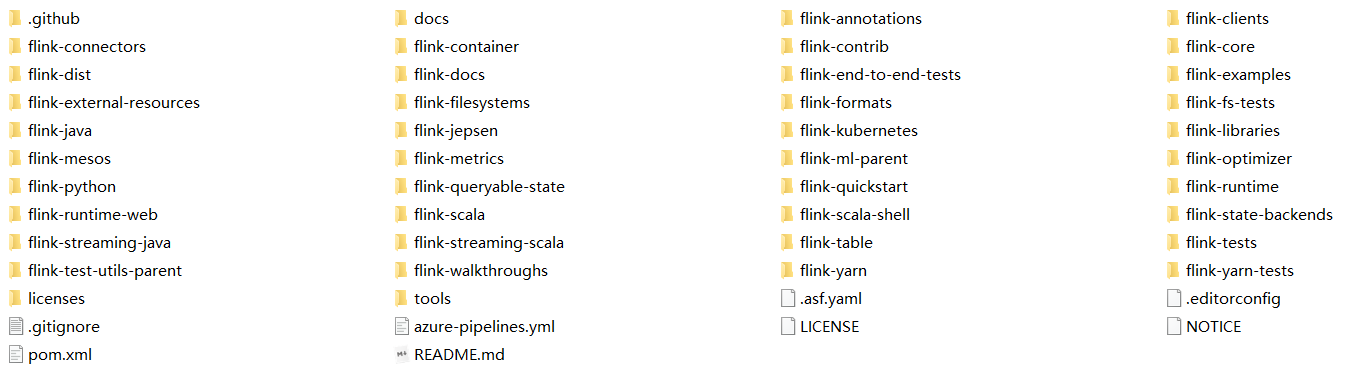 .github docs flink-annotations flink-clients
flink-connectors flink-container flink-contrib flink-core
flink-dist flink-docs flink-end-to-end-tests flink-examples
flink-external-resources flink-filesystems flink-formats flink-fs-tests
flink-java flink-jepsen flink-kubernetes flink-libraries
flink-mesos flink-metrics flink-ml-parent flink-optimizer
flink-python flink-queryable-state flink-quickstart flink-runtime
flink-runtime-web flink-scala flink-scala-shell flink-state-backends
flink-streaming-java flink-streaming-scala flink-table flink-tests
flink-test-utils-parent flink-walkthroughs flink-yarn flink-yarn-tests
licenses tools .asf.yaml .editorconfig
.gitignore azure-pipelines.yml LICENSE NOTICE
pom.xml README.md